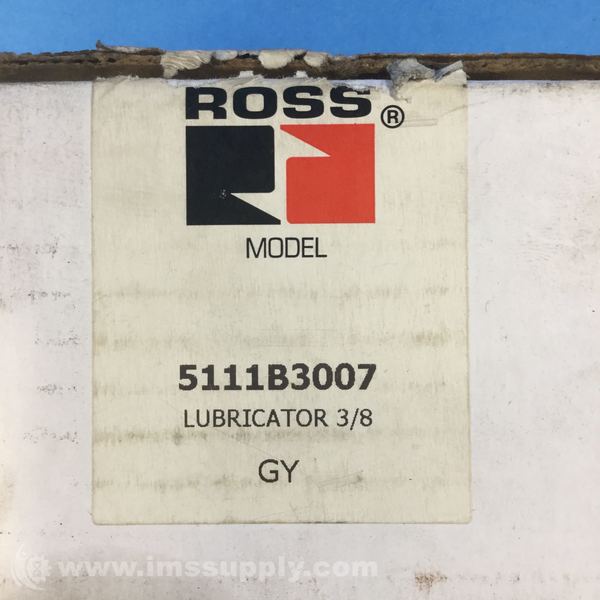 ROSS®
MODEL
5111B3007
LUBRICATOR 3/8
GY
www.imssupply.com